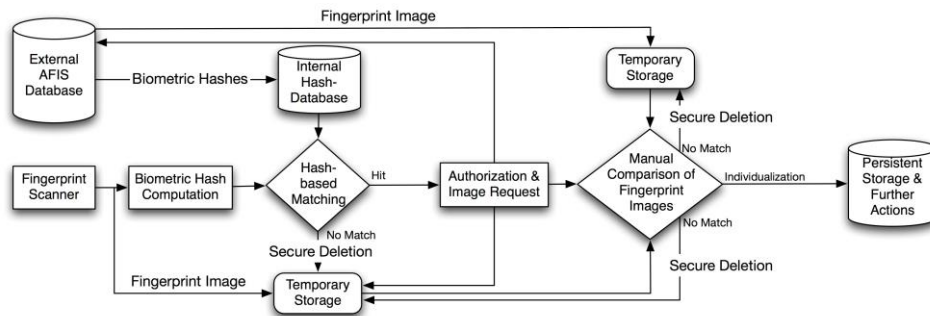 Fingerprint Image
External
AFIS
Database
Biometric Hashes
Internal
Hash-
Database
Temporary
Storage
Secure Deletion
No Match
Fingerprint
Scanner
Biometric Hash
Computation
Hash-
based
Matching
Hit
Authorization &
Image Request
Manual
Comparison of
Fingerprint
Images
Individualization
Persistent
Storage &
Further
Actions
No Match
Secure Deletion
No Match
Secure Deletion
Fingerprint Image
Temporary
Storage